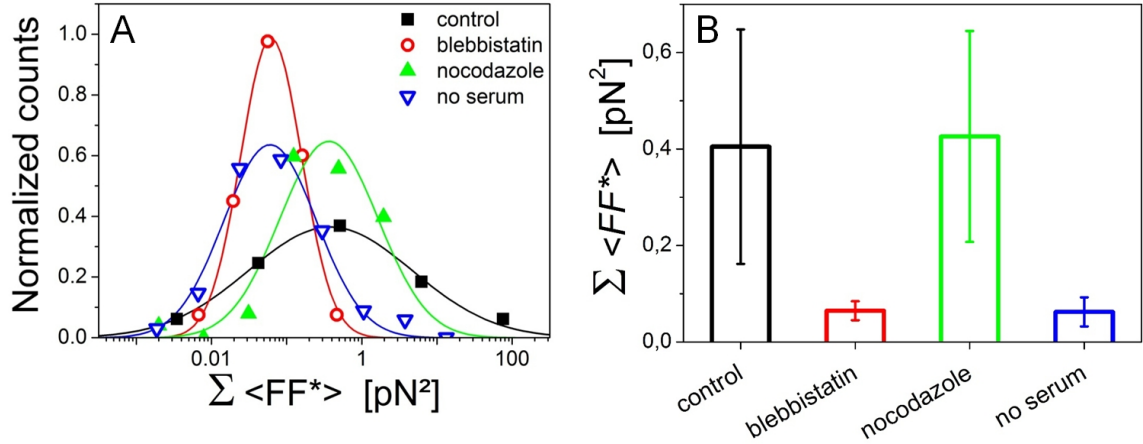 A
Normalized counts
1.0
0.8
0.6
0.4
0.2
0.0
0.01
1
100
Σ <FF*> [pN²]
control
blebbistatin
nocodazole
no serum
B
Σ <FF*> [pN²]
0,6
0,4
0,2
0,0
control
blebbistatin
nocodazole
no serum